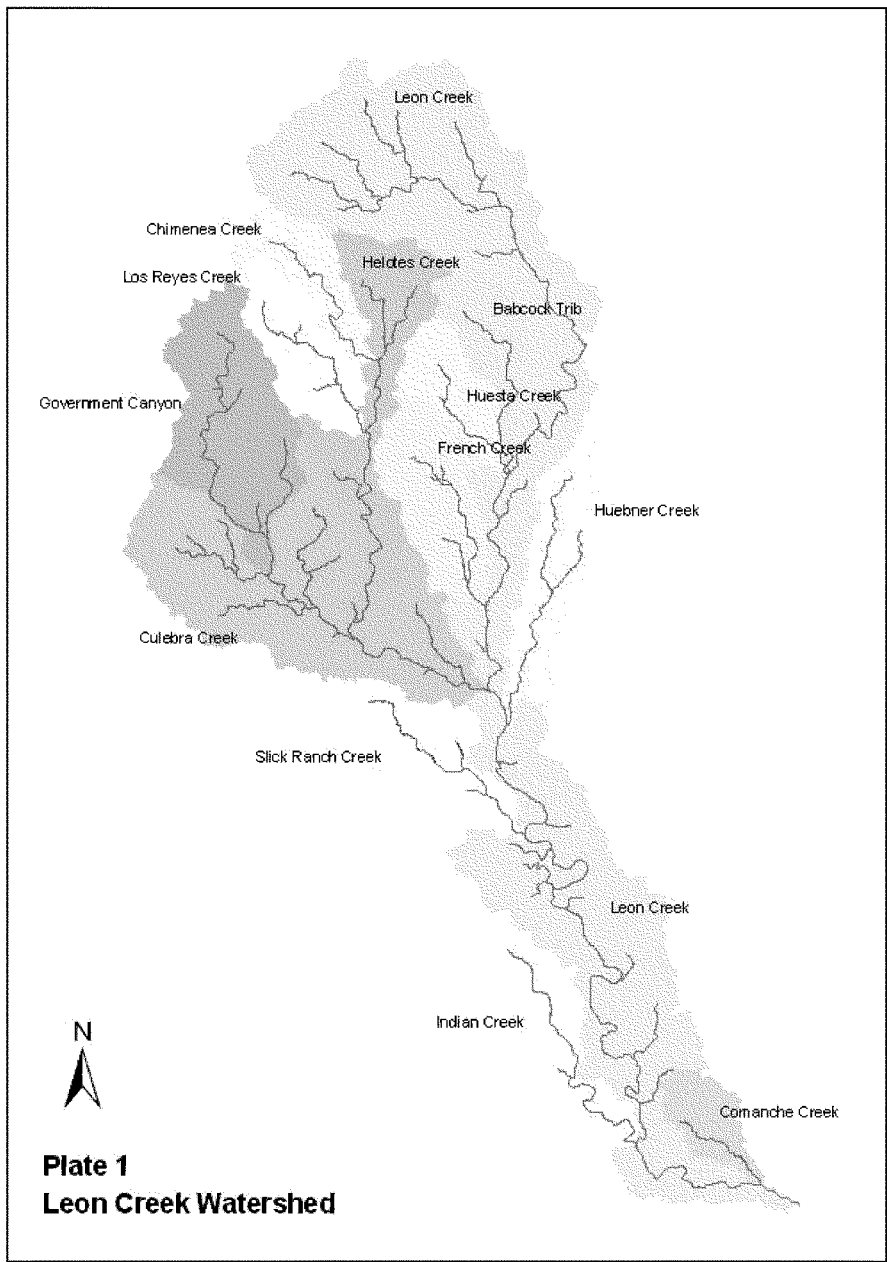 Leon Creek
Chimenea Creek
Helotes Creek
Los Reyes Creek
Babcock Trib
Government Canyon
Huesta Creek
French Creek
Huebner Creek
Culebra Creek
Slick Ranch Creek
Leon Creek
Indian Creek
N
Comanche Creek
Plate 1
Leon Creek Watershed